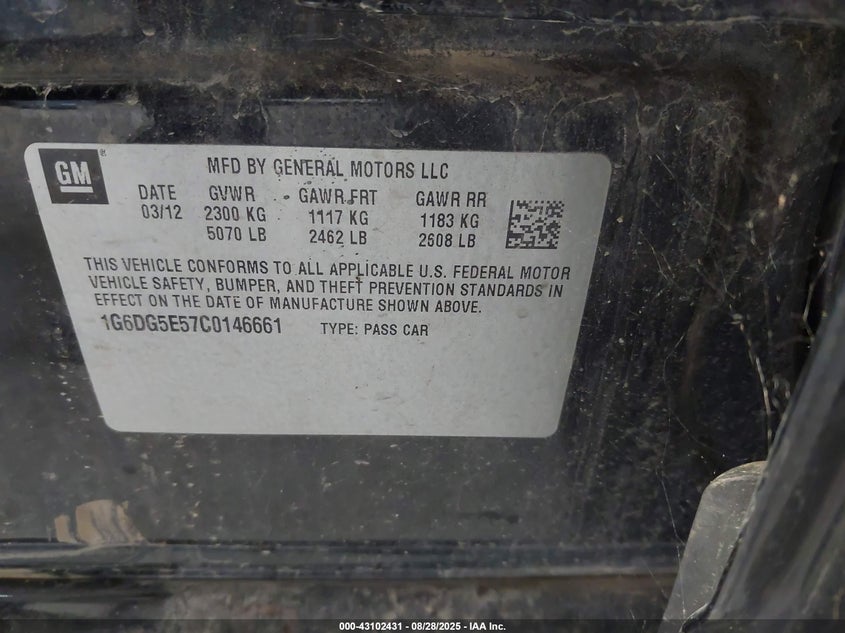 GM ®
MFD BY GENERAL MOTORS LLC
DATE GVWR GAWR FRT GAWR RR
03/12 2300 KG 1117 KG 1183 KG
5070 LB 2462 LB 2608 LB
THIS VEHICLE CONFORMS TO ALL APPLICABLE U.S. FEDERAL MOTOR
VEHICLE SAFETY, BUMPER, AND THEFT PREVENTION STANDARDS IN
EFFECT ON THE DATE OF MANUFACTURE SHOWN ABOVE.
1G6DG5E57C0146661 TYPE: PASS CAR
000-43102431 - 08/28/2025 - IAA Inc.